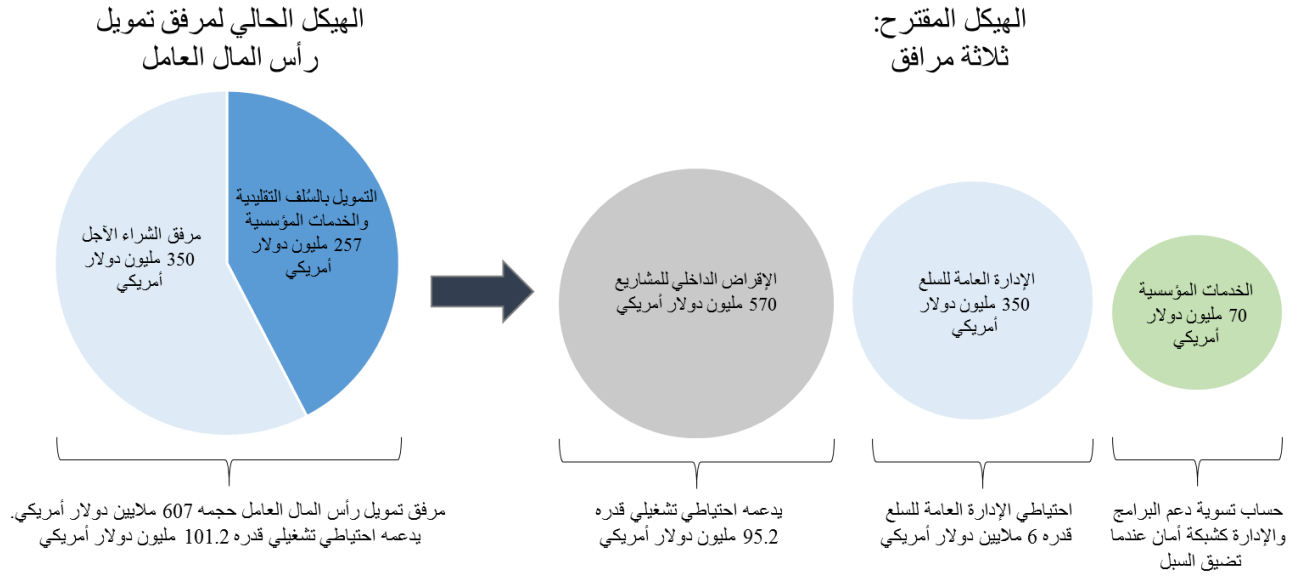 الهيكل المقترح:
ثلاثة مرافق
الهيكل الحالي لمرفق تمويل
رأس المال العامل
التمويل بالسُلف التقليدية
والخدمات المؤسسية
257 مليون دولار
أمريكي
مرفق الشراء الآجل
350 مليون دولار
أمريكي
الخدمات المؤسسية
70 مليون دولار
أمريكي
الإدارة العامة للسلع
350 مليون دولار
أمريكي
الإقراض الداخلي للمشاريع
570 مليون دولار أمريكي
حساب تسوية دعم البرامج
والإدارة كشبكة أمان عندما
تضيق السبل
احتياطي الإدارة العامة للسلع
قدره 6 ملايين دولار أمريكي
يدعمه احتياطي تشغيلي قدره
95.2 مليون دولار أمريكي
مرفق تمويل رأس المال العامل حجمه 607 ملايين دولار أمريكي.
يدعمه احتياطي تشغيلي قدره 101.2 مليون دولار أمريكي